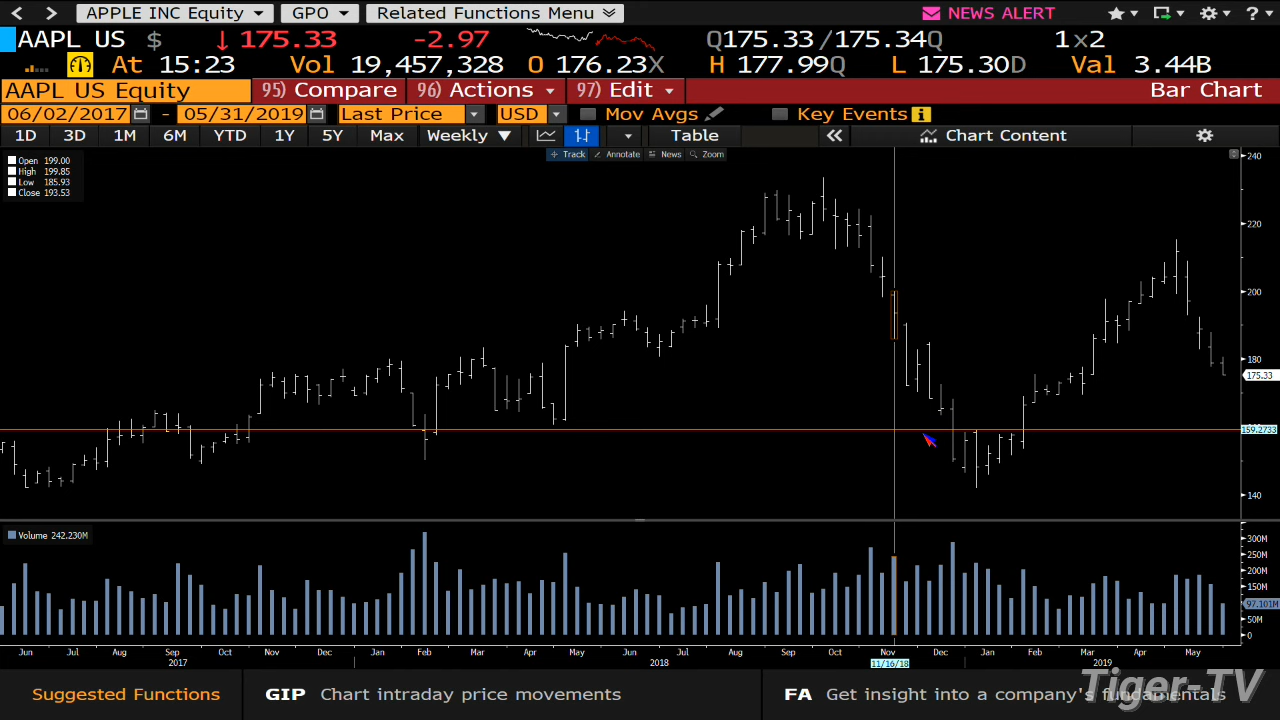 APPLE INC Equity GPO Related Functions Menu NEWS ALERT ?
AAPL US $ ↓ 175.33 -2.97 Q175.33/175.34Q 1×2
At 15:23 Vol 19,457,328 O 176.23X H 177.99Q L 175.30D Val 3.44B
AAPL US Equity 95) Compare 96) Actions 97) Edit Bar Chart
06/02/2017 - 05/31/2019 Last Price USD Mov Avgs Key Events i
1D 3D 1M 6M YTD 1Y 5Y Max Weekly ▼ Table « Chart Content
Track Annotate News Zoom
Open 199.00
High 199.85
Low 185.93
Close 193.53
240
220
200
180
175.33
159.2733
140
Volume 242.230M
300M
250M
200M
150M
97.101M
50M
0
Jun Jul Aug Sep Oct Nov Dec Jan Feb Mar Apr May Jun Jul Aug Sep Oct Nov Dec Jan Mar Apr May
2017 2018 11/16/18 2019
Suggested Functions GIP Chart intraday price movements FA Get insight into a company's fundamentals
Tiger-TV